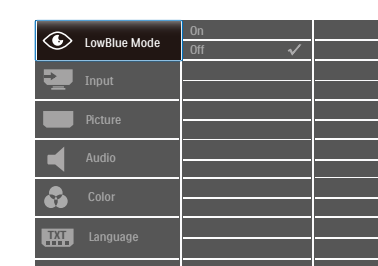 LowBlue Mode
On
Off
Input
Picture
Audio
Color
TXT
Language